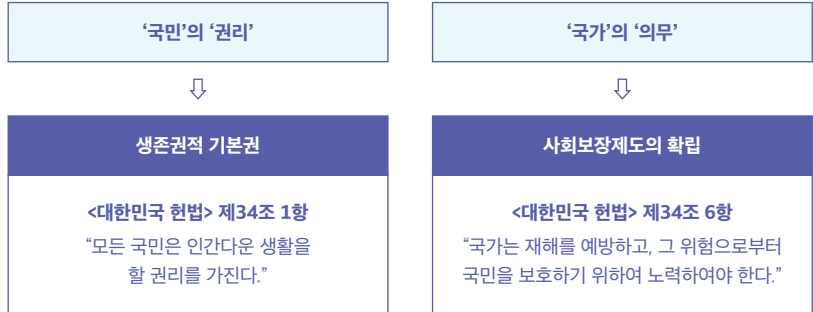 ‘국민’의 ‘권리’
생존권적 기본권
<대한민국 헌법> 제34조 1항
“모든 국민은 인간다운 생활을
할 권리를 가진다.”
‘국가’의 ‘의무’
사회보장제도의 확립
<대한민국 헌법> 제34조 6항
“국가는 재해를 예방하고, 그 위험으로부터
국민을 보호하기 위하여 노력하여야 한다.”